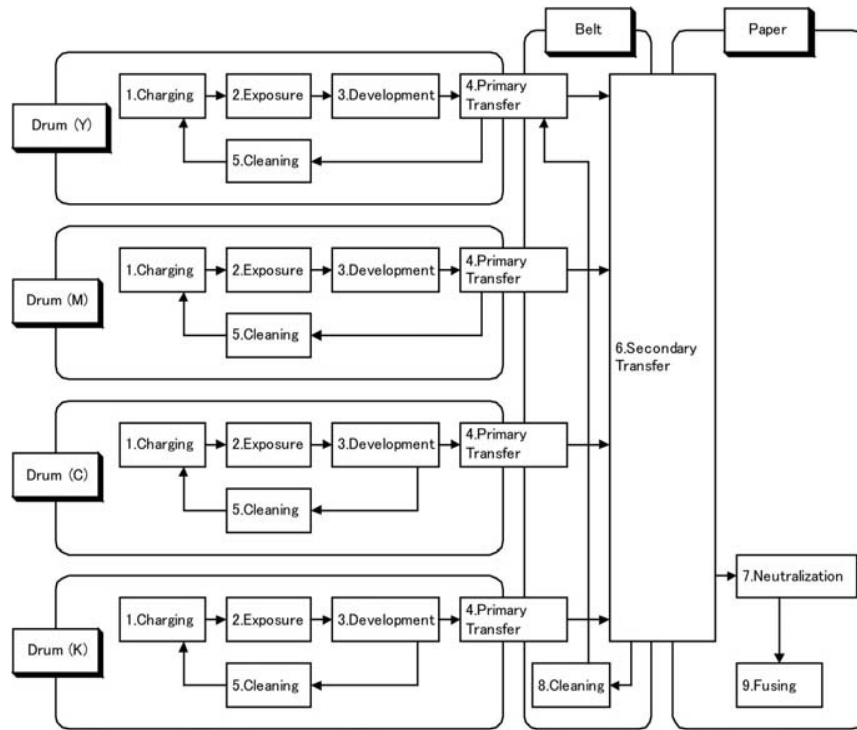 Belt
Paper
Drum (Y)
1.Charging
2.Exposure
3.Development
4.Primary
Transfer
5.Cleaning
Drum (M)
1.Charging
2.Exposure
3.Development
4.Primary
Transfer
5.Cleaning
6.Secondary
Transfer
Drum (C)
1.Charging
2.Exposure
3.Development
4.Primary
Transfer
5.Cleaning
Drum (K)
1.Charging
2.Exposure
3.Development
4.Primary
Transfer
5.Cleaning
7.Neutralization
8.Cleaning
9.Fusing